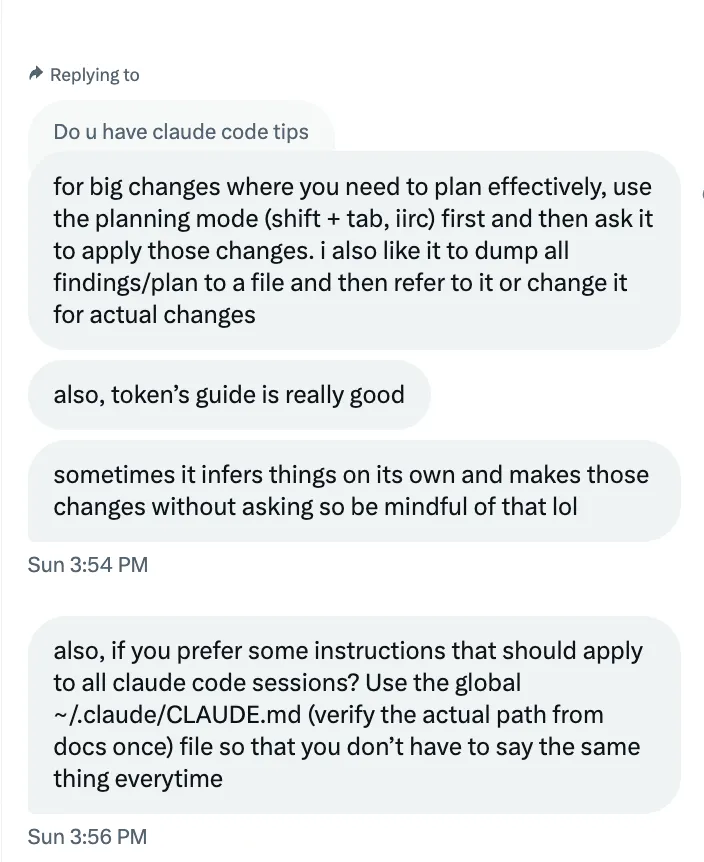 Replying to
Do u have claude code tips
for big changes where you need to plan effectively, use
the planning mode (shift + tab, iirc) first and then ask it
to apply those changes. i also like it to dump all
findings/plan to a file and then refer to it or change it
for actual changes
also, token’s guide is really good
sometimes it infers things on its own and makes those
changes without asking so be mindful of that lol
Sun 3:54 PM
also, if you prefer some instructions that should apply
to all claude code sessions? Use the global
~/.claude/CLAUDE.md (verify the actual path from
docs once) file so that you don’t have to say the same
thing everytime
Sun 3:56 PM